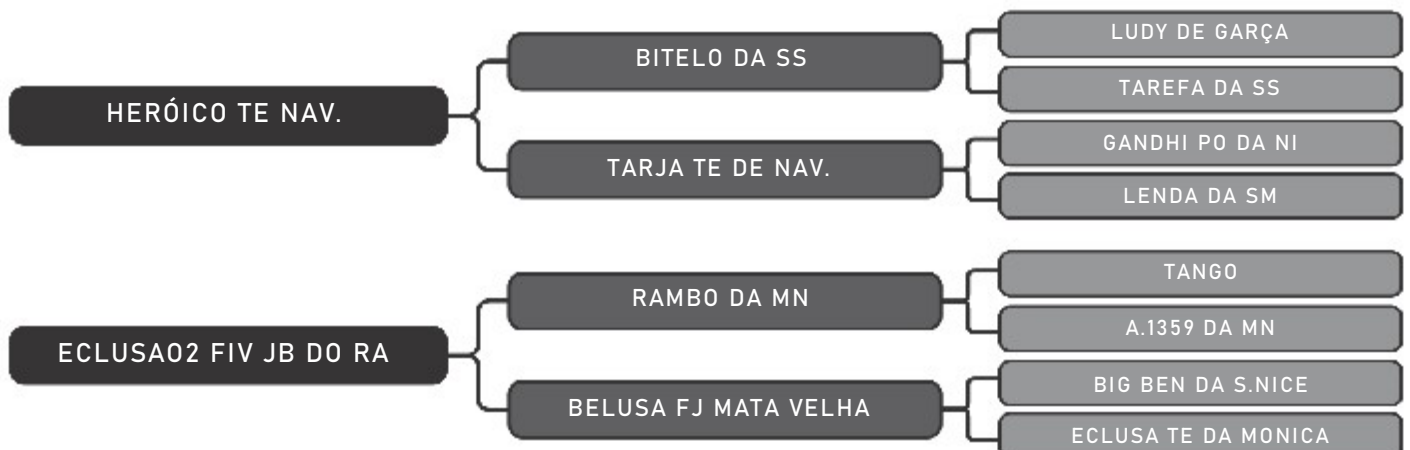 HERÓICO TE NAV.
BITELO DA SS
TARJA TE DE NAV.
LUDY DE GARÇA
TAREFA DA SS
GANDHI PO DA NI
LENDA DA SM
ECLUSA02 FIV JB DO RA
RAMBO DA MN
BELUSA FJ MATA VELHA
TANGO
A.1359 DA MN
BIG BEN DA S.NICE
ECLUSA TE DA MONICA